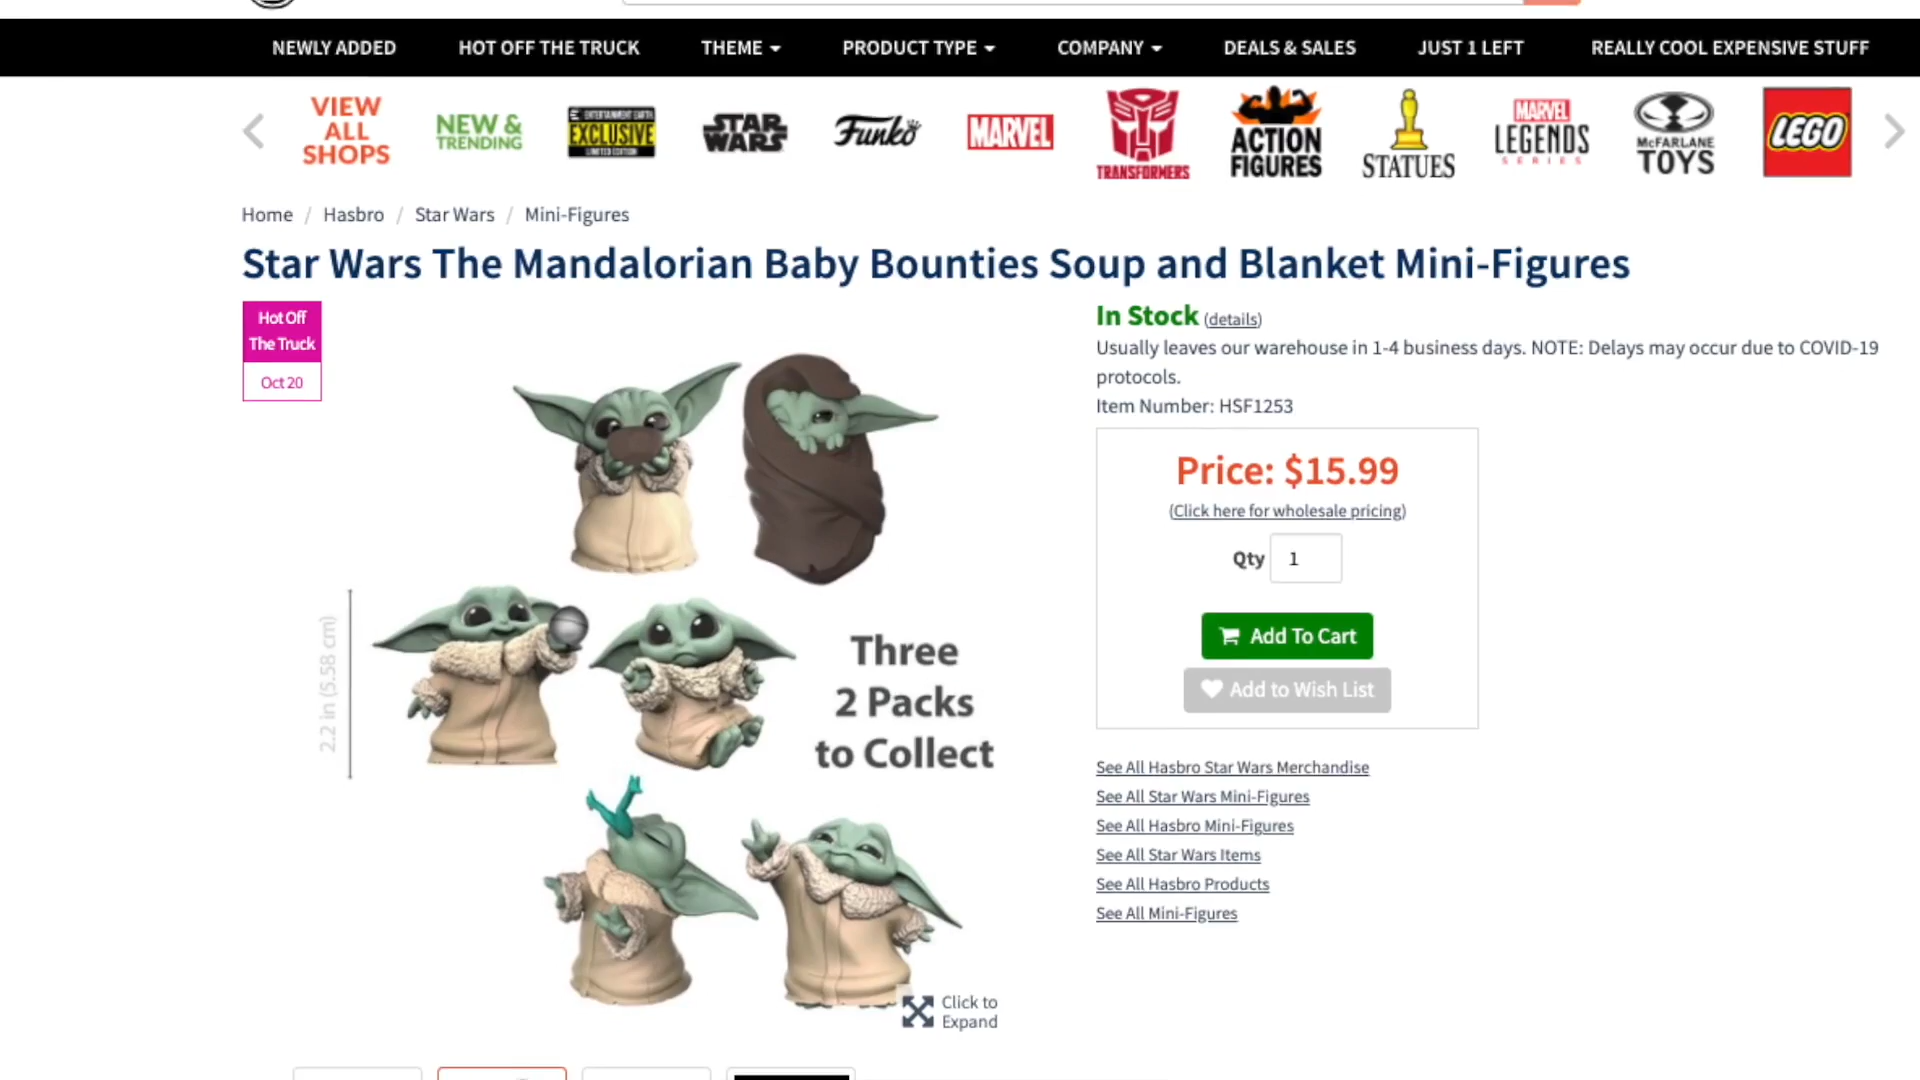 NEWLY ADDED HOT OFF THE TRUCK THEME PRODUCT TYPE COMPANY DEALS & SALES JUST 1 LEFT REALLY COOL EXPENSIVE STUFF
VIEW
ALL
SHOPS
NEW &
TRENDING
ENTERTAINMENT EARTH
EXCLUSIVE
LIMITED EDITION
STAR
WARS
Funko
MARVEL
TRANSFORMERS
ACTION
FIGURES
STATUES
MARVEL
LEGENDS
SERIES
McFARLANE
TOYS
LEGO
Home / Hasbro / Star Wars / Mini-Figures
Star Wars The Mandalorian Baby Bounties Soup and Blanket Mini-Figures
Hot Off
The Truck
Oct 20
2.2 in (5.58 cm)
Three
2 Packs
to Collect
Click to
Expand
In Stock (details)
Usually leaves our warehouse in 1-4 business days. NOTE: Delays may occur due to COVID-19
protocols.
Item Number: HSF1253
Price: $15.99
(Click here for wholesale pricing)
Qty 1
Add To Cart
Add to Wish List
See All Hasbro Star Wars Merchandise
See All Star Wars Mini-Figures
See All Hasbro Mini-Figures
See All Star Wars Items
See All Hasbro Products
See All Mini-Figures